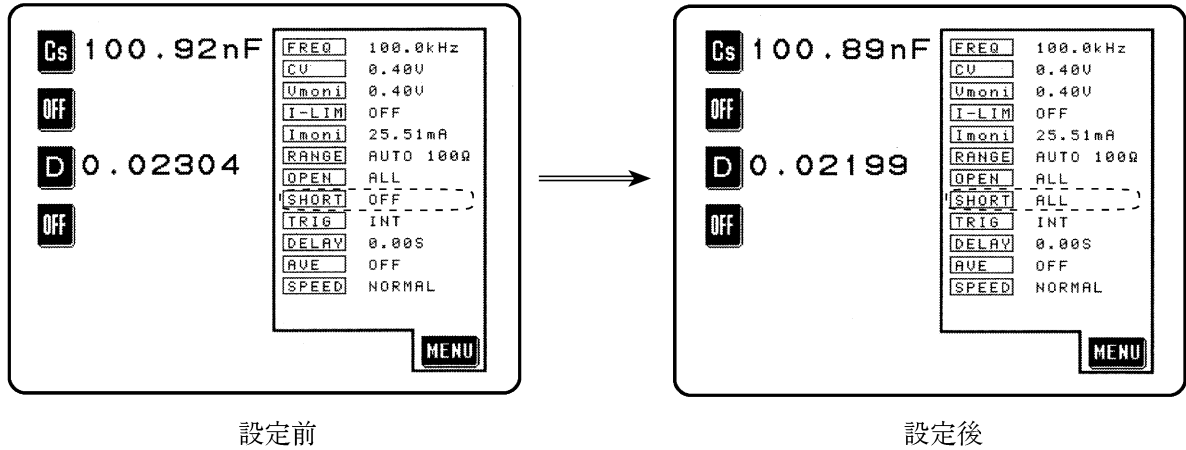 Cs 100.92nF
OFF
D 0.02304
OFF
FREQ 100.0kHz
CV 0.40V
Vmoni 0.40V
I-LIM OFF
Imoni 25.51mA
RANGE AUTO 100Ω
OPEN ALL
SHORT OFF
TRIG INT
DELAY 0.00S
AVE OFF
SPEED NORMAL
MENU
設定前
Cs 100.89nF
OFF
D 0.02199
OFF
FREQ 100.0kHz
CV 0.40V
Vmoni 0.40V
I-LIM OFF
Imoni 25.51mA
RANGE AUTO 100Ω
OPEN ALL
SHORT ALL
TRIG INT
DELAY 0.00S
AVE OFF
SPEED NORMAL
MENU
設定後